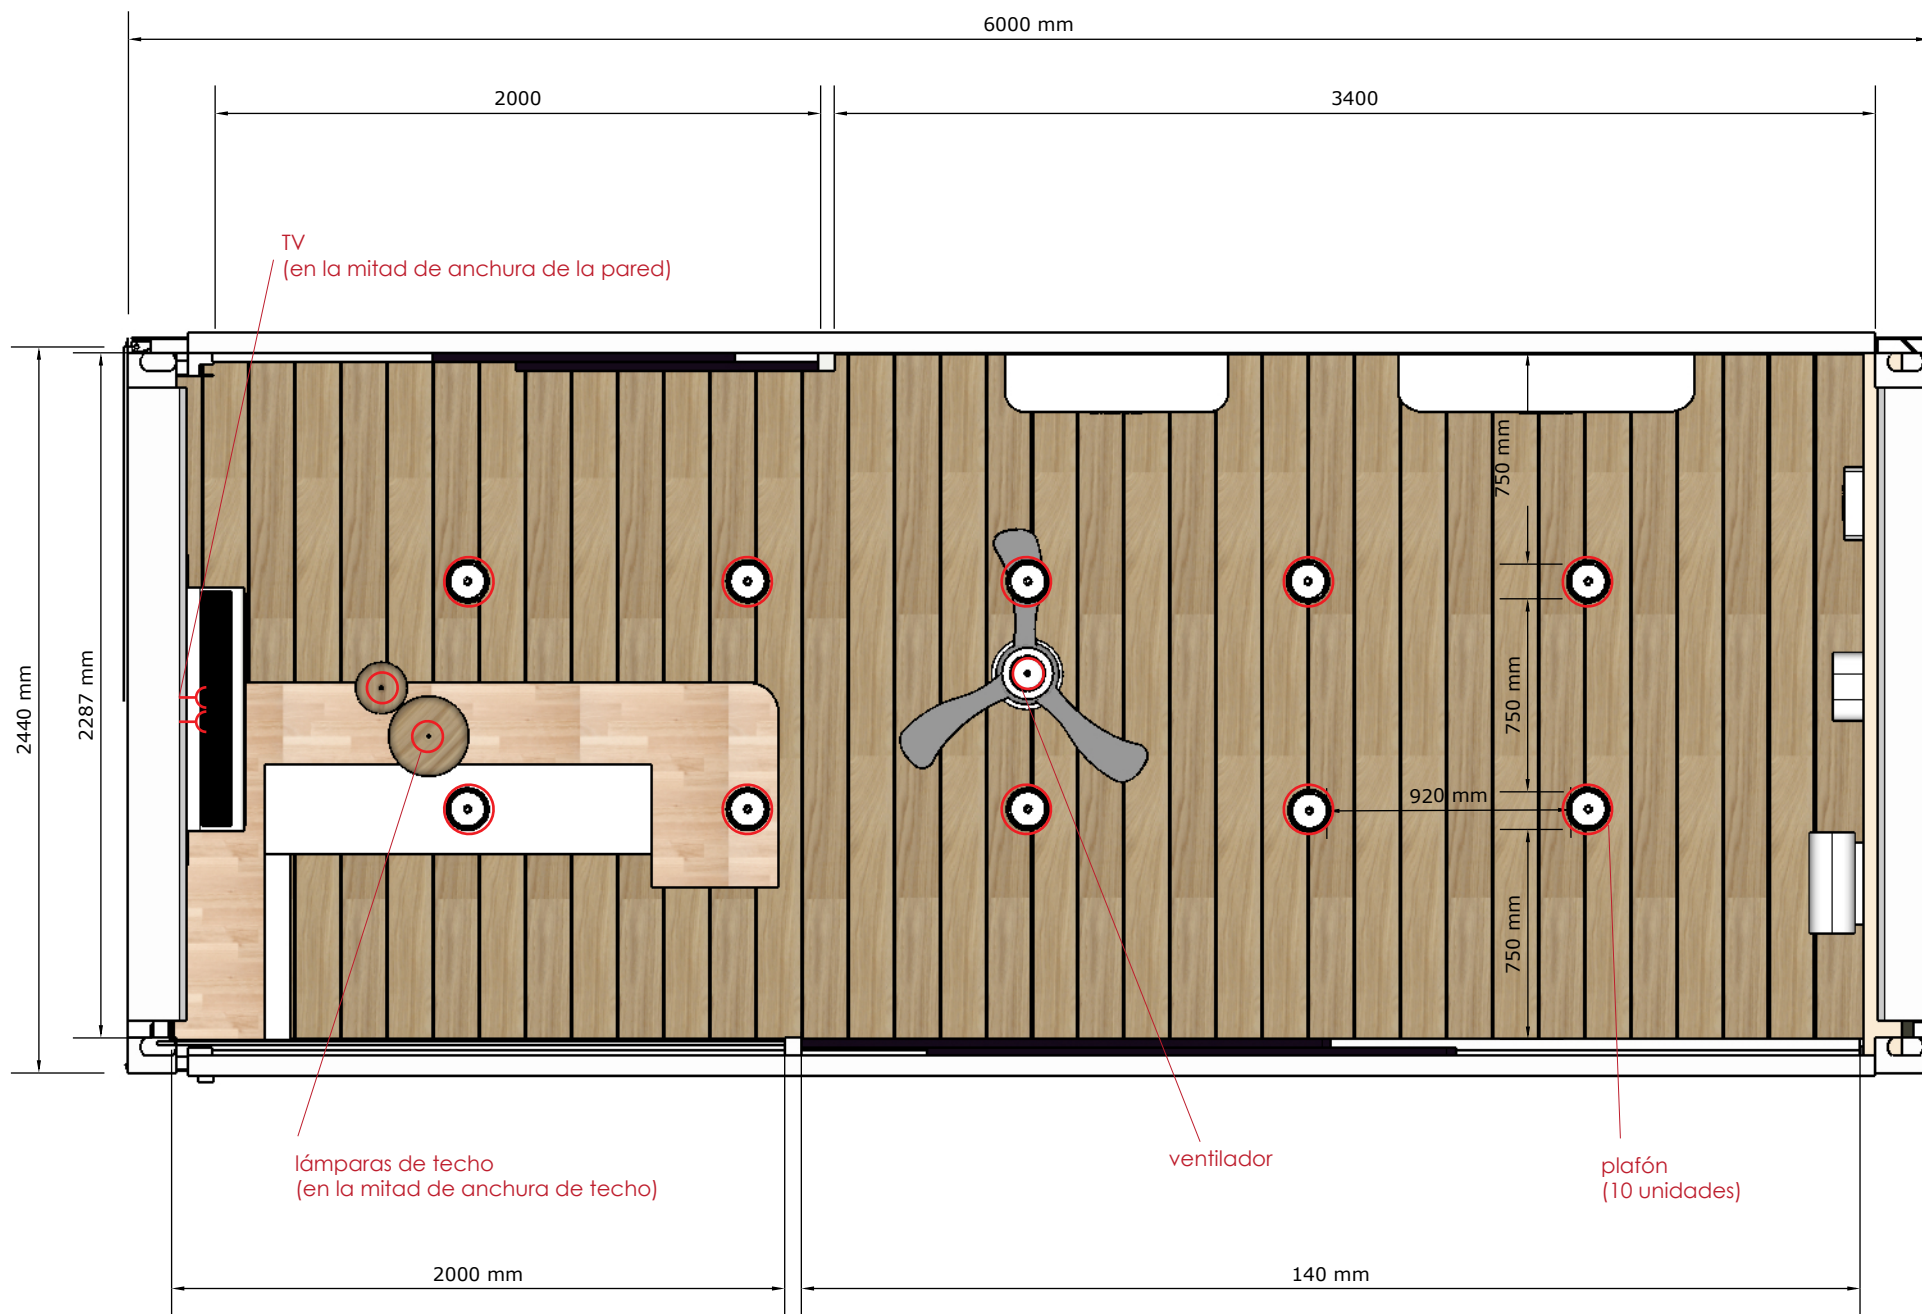 6000 mm
2000
3400
TV
(en la mitad de anchura de la pared)
750 mm
2440 mm
2287 mm
750 mm
920 mm
750 mm
lámparas de techo
(en la mitad de anchura de techo)
ventilador
plafón
(10 unidades)
2000 mm
140 mm